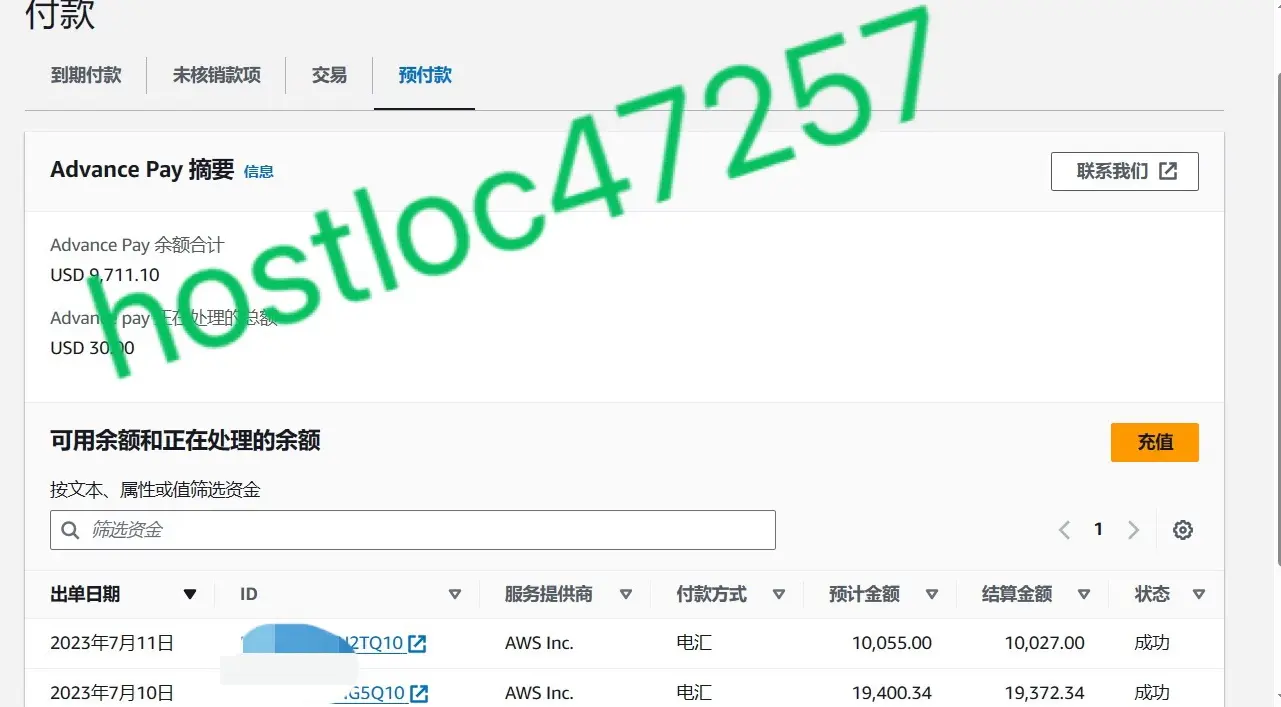 付款
到期付款 未核销款项 交易 预付款
Advance Pay 摘要 信息
联系我们
Advance Pay 余额合计
USD 9,711.10
Advance pay 正在处理的总额
USD 30.00
hostloc47257
可用余额和正在处理的余额
充值
按文本、属性或值筛选资金
筛选资金
1
出单日期 ID 服务提供商 付款方式 预计金额 结算金额 状态
2023年7月11日 2TQ10 AWS Inc. 电汇 10,055.00 10,027.00 成功
2023年7月10日 G5Q10 AWS Inc. 电汇 19,400.34 19,372.34 成功